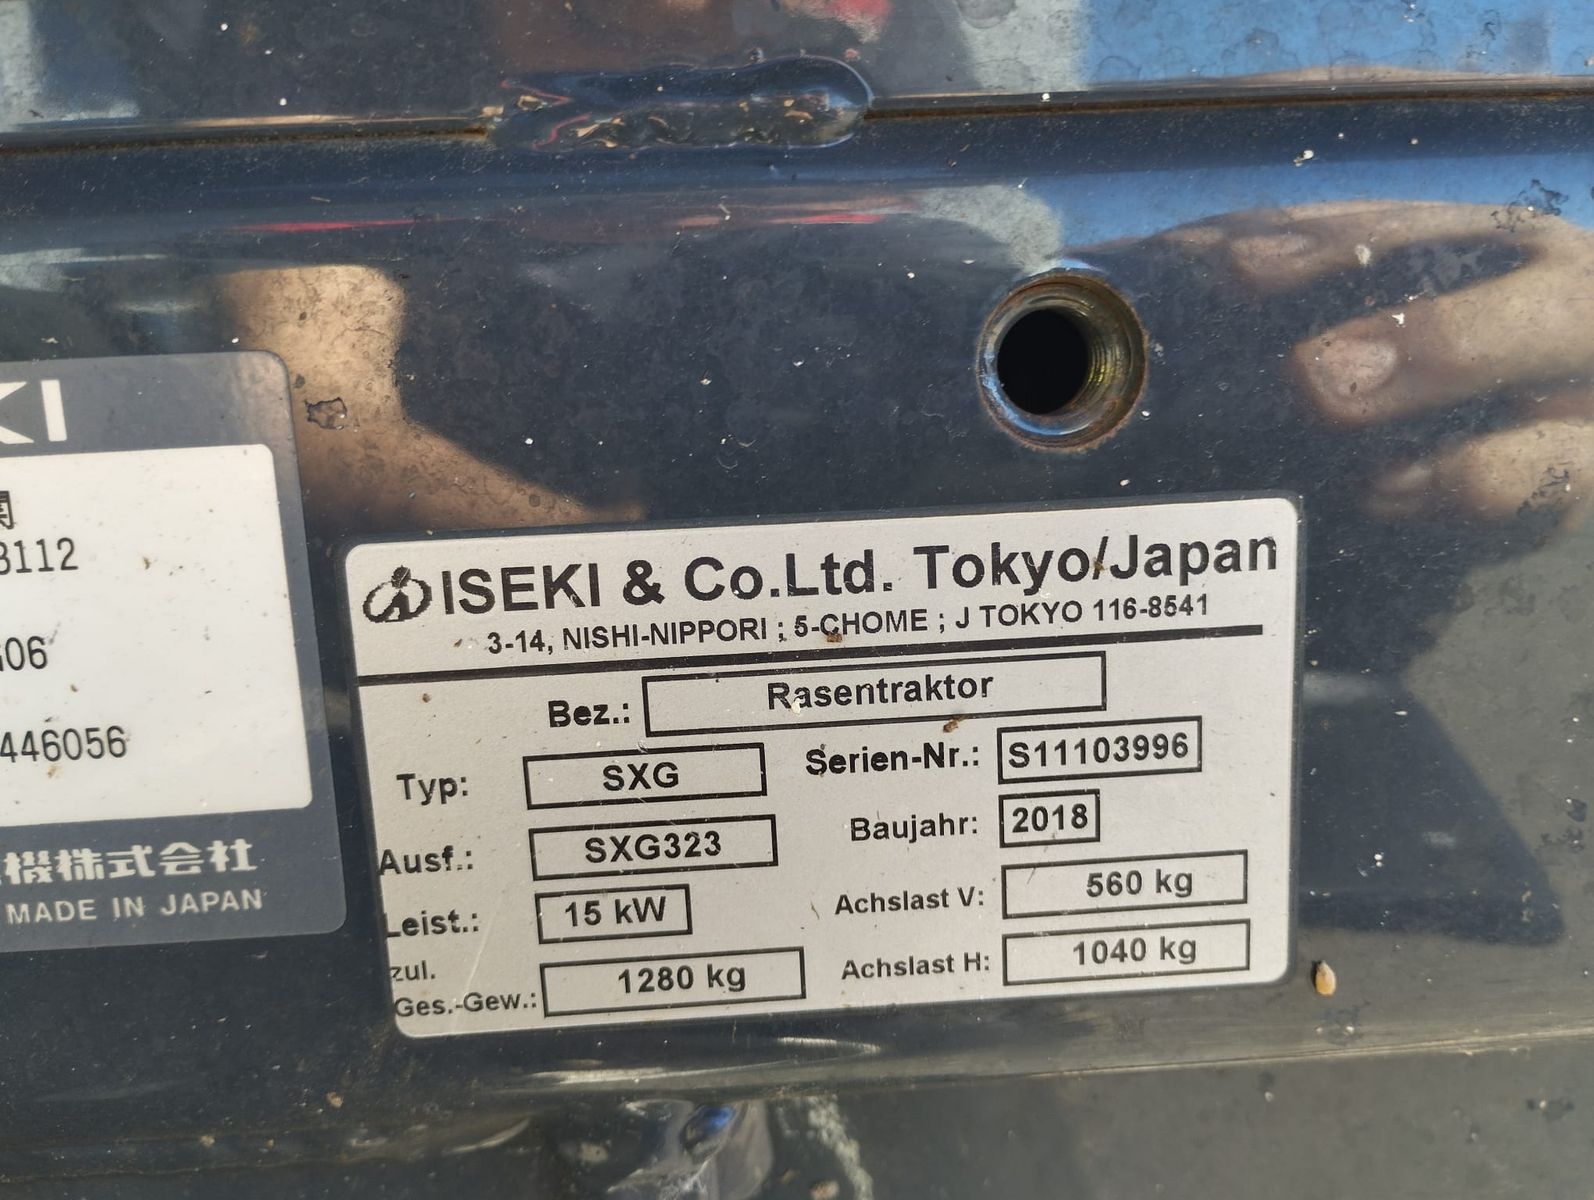 KI
3112
06
446056
機株式会社
MADE IN JAPAN
ISEKI & Co.Ltd. Tokyo/Japan
3-14, NISHI-NIPPORI ; 5-CHOME ; J TOKYO 116-8541
Bez.: Rasentraktor
Typ: SXG Serien-Nr.: S11103996
Ausf.: SXG323 Baujahr: 2018
Leist.: 15 kW Achslast V: 560 kg
zul.
Ges.-Gew.: 1280 kg Achslast H: 1040 kg